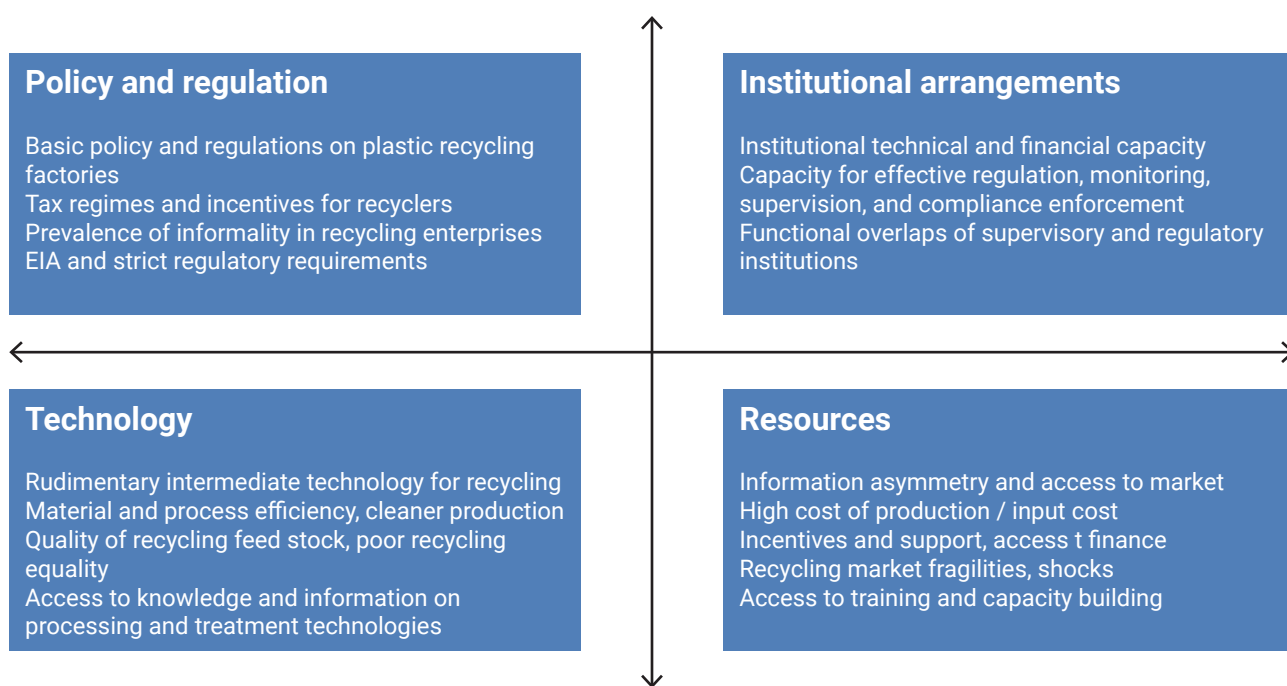 Policy and regulation
Basic policy and regulations on plastic recycling
factories
Tax regimes and incentives for recyclers
Prevalence of informality in recycling enterprises
EIA and strict regulatory requirements
Institutional arrangements
Institutional technical and financial capacity
Capacity for effective regulation, monitoring,
supervision, and compliance enforcement
Functional overlaps of supervisory and regulatory
institutions
Technology
Rudimentary intermediate technology for recycling
Material and process efficiency, cleaner production
Quality of recycling feed stock, poor recycling
equality
Access to knowledge and information on
processing and treatment technologies
Resources
Information asymmetry and access to market
High cost of production / input cost
Incentives and support, access t finance
Recycling market fragilities, shocks
Access to training and capacity building